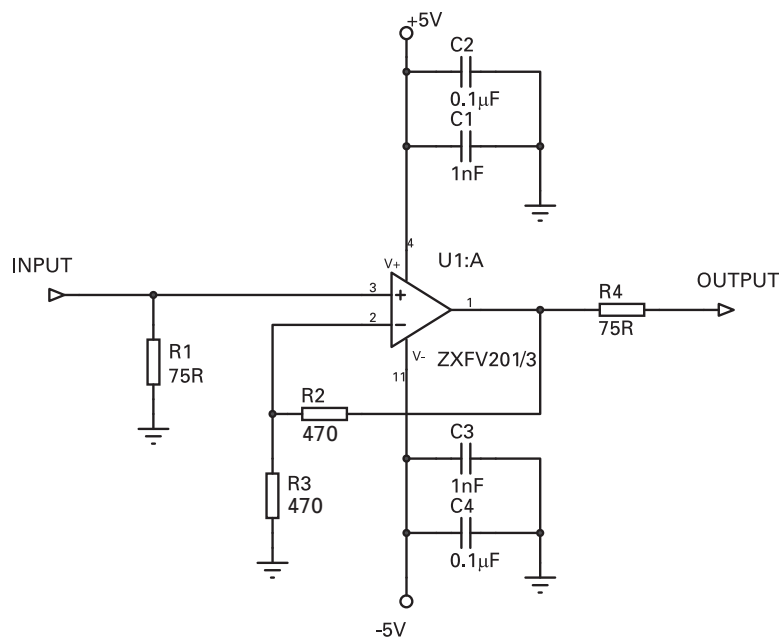 +5V
C2
0.1μF
C1
1nF
4
INPUT
V+
U1:A
OUTPUT
3
+
1
R4
2
−
75R
R1
75R
V-
ZXFV201/3
11
R2
470
C3
1nF
R3
470
C4
0.1μF
-5V